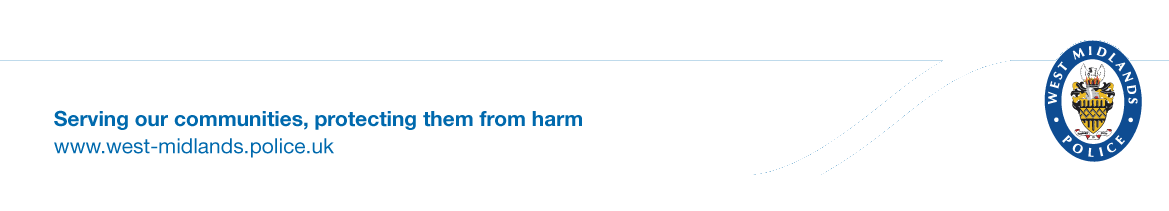 Serving our communities, protecting them from harm
www.west-midlands.police.uk
WEST MIDLANDS
POLICE